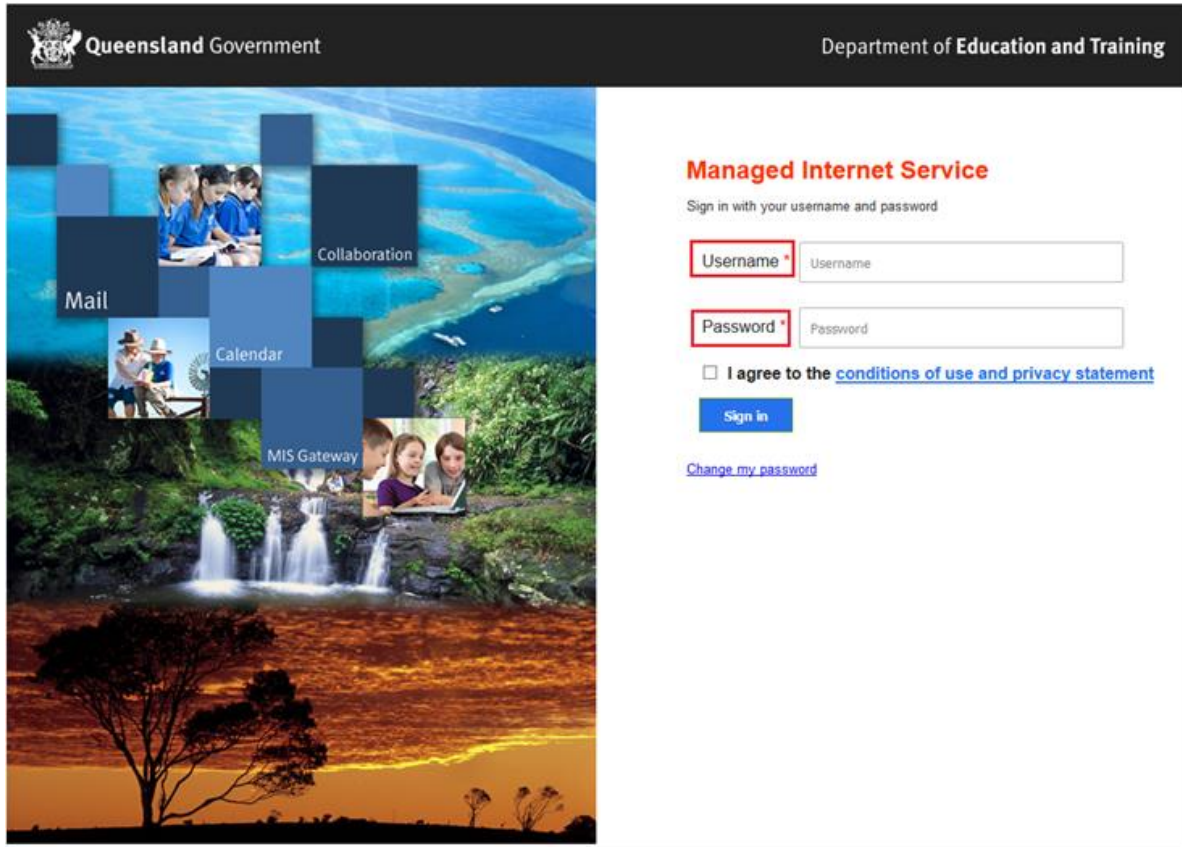 Queensland Government
Department of Education and Training
Collaboration
Mail
Calendar
MIS Gateway
Managed Internet Service
Sign in with your username and password
Username * Username
Password * Password
I agree to the conditions of use and privacy statement
Sign in
Change my password